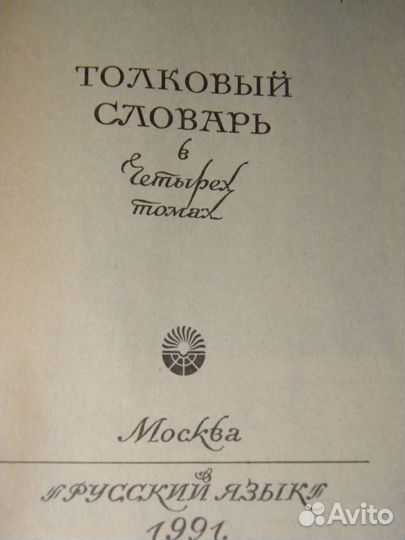 ТОЛКОВЫЙ
СЛОВАРЬ
в
Четырех
томах
Москва
«РУССКИЙ ЯЗЫК»
1991.
Avito